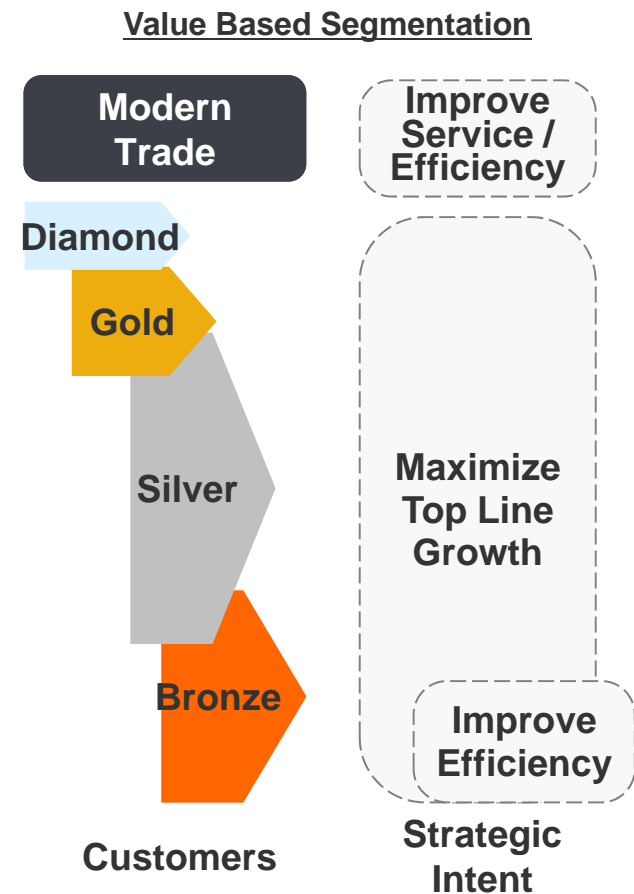 Value Based Segmentation
Modern
Trade
Improve
Service /
Efficiency
Diamond
Gold
Silver
Bronze
Maximize
Top Line
Growth
Improve
Efficiency
Customers
Strategic
Intent